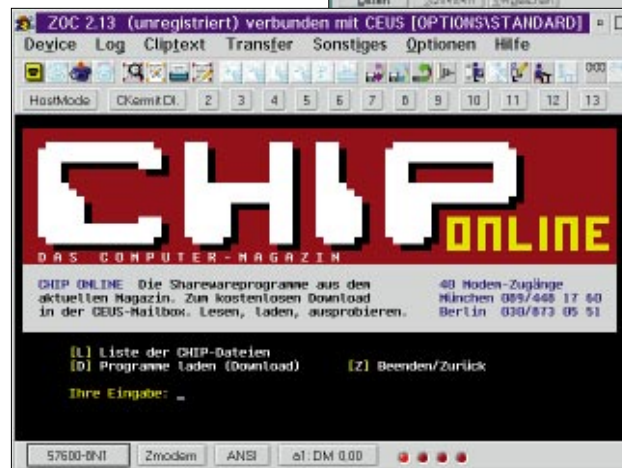 ZOC 2.13 (unregistriert) verbunden mit CEUS [OPTIONS\STANDARD]
Device Log Cliptext Transfer Sonstiges Optionen Hilfe
HostMode CKermit Dl. 2 3 4 5 6 7 8 9 10 11 12 13
CHIP
ONLINE
DAS COMPUTER-MAGAZIN
CHIP ONLINE Die Sharewareprogramme aus dem
aktuellen Magazin. Zum kostenlosen Download
in der CEUS-Mailbox. Lesen, laden, ausprobieren.
40 Modem-Zugänge
München 089/448 17 60
Berlin 030/873 05 51
[L] Liste der CHIP-Dateien
[D] Programme laden (Download) [Z] Beenden/Zurück
Ihre Eingabe: _
57600-8N1 Zmodem ANSI a1: DM 0,00